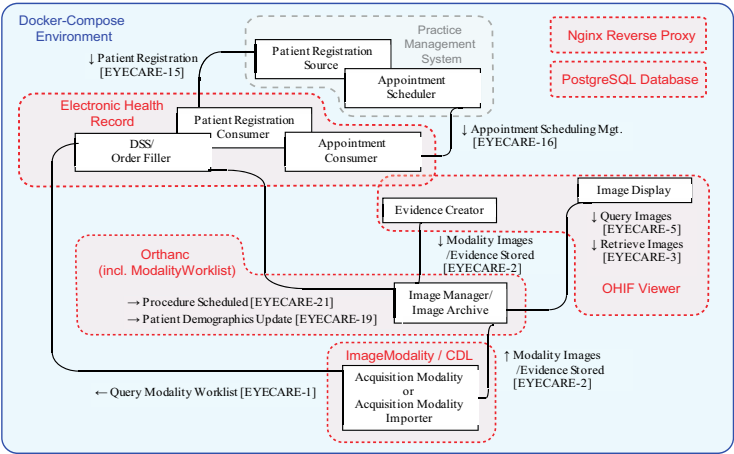 Docker-Compose
Environment
↓ Patient Registration
[EYECARE-15]
Patient Registration
Source
Practice
Management
System
Appointment
Scheduler
Nginx Reverse Proxy
PostgreSQL Database
Electronic Health
Record
Patient Registration
Consumer
DSS/
Order Filler
Appointment
Consumer
↓ Appointment Scheduling Mgt.
[EYECARE-16]
Image Display
Evidence Creator
↓ Query Images
[EYECARE-5]
↓ Retrieve Images
[EYECARE-3]
OHIF Viewer
↓ Modality Images
/Evidence Stored
[EYECARE-2]
Orthanc
(incl. ModalityWorklist)
→ Procedure Scheduled [EYECARE-21]
→ Patient Demographics Update [EYECARE-19]
Image Manager/
Image Archive
ImageModality / CDL
↑ Modality Images
/Evidence Stored
[EYECARE-2]
← Query Modality Worklist [EYECARE-1]
Acquisition Modality
or
Acquisition Modality
Importer